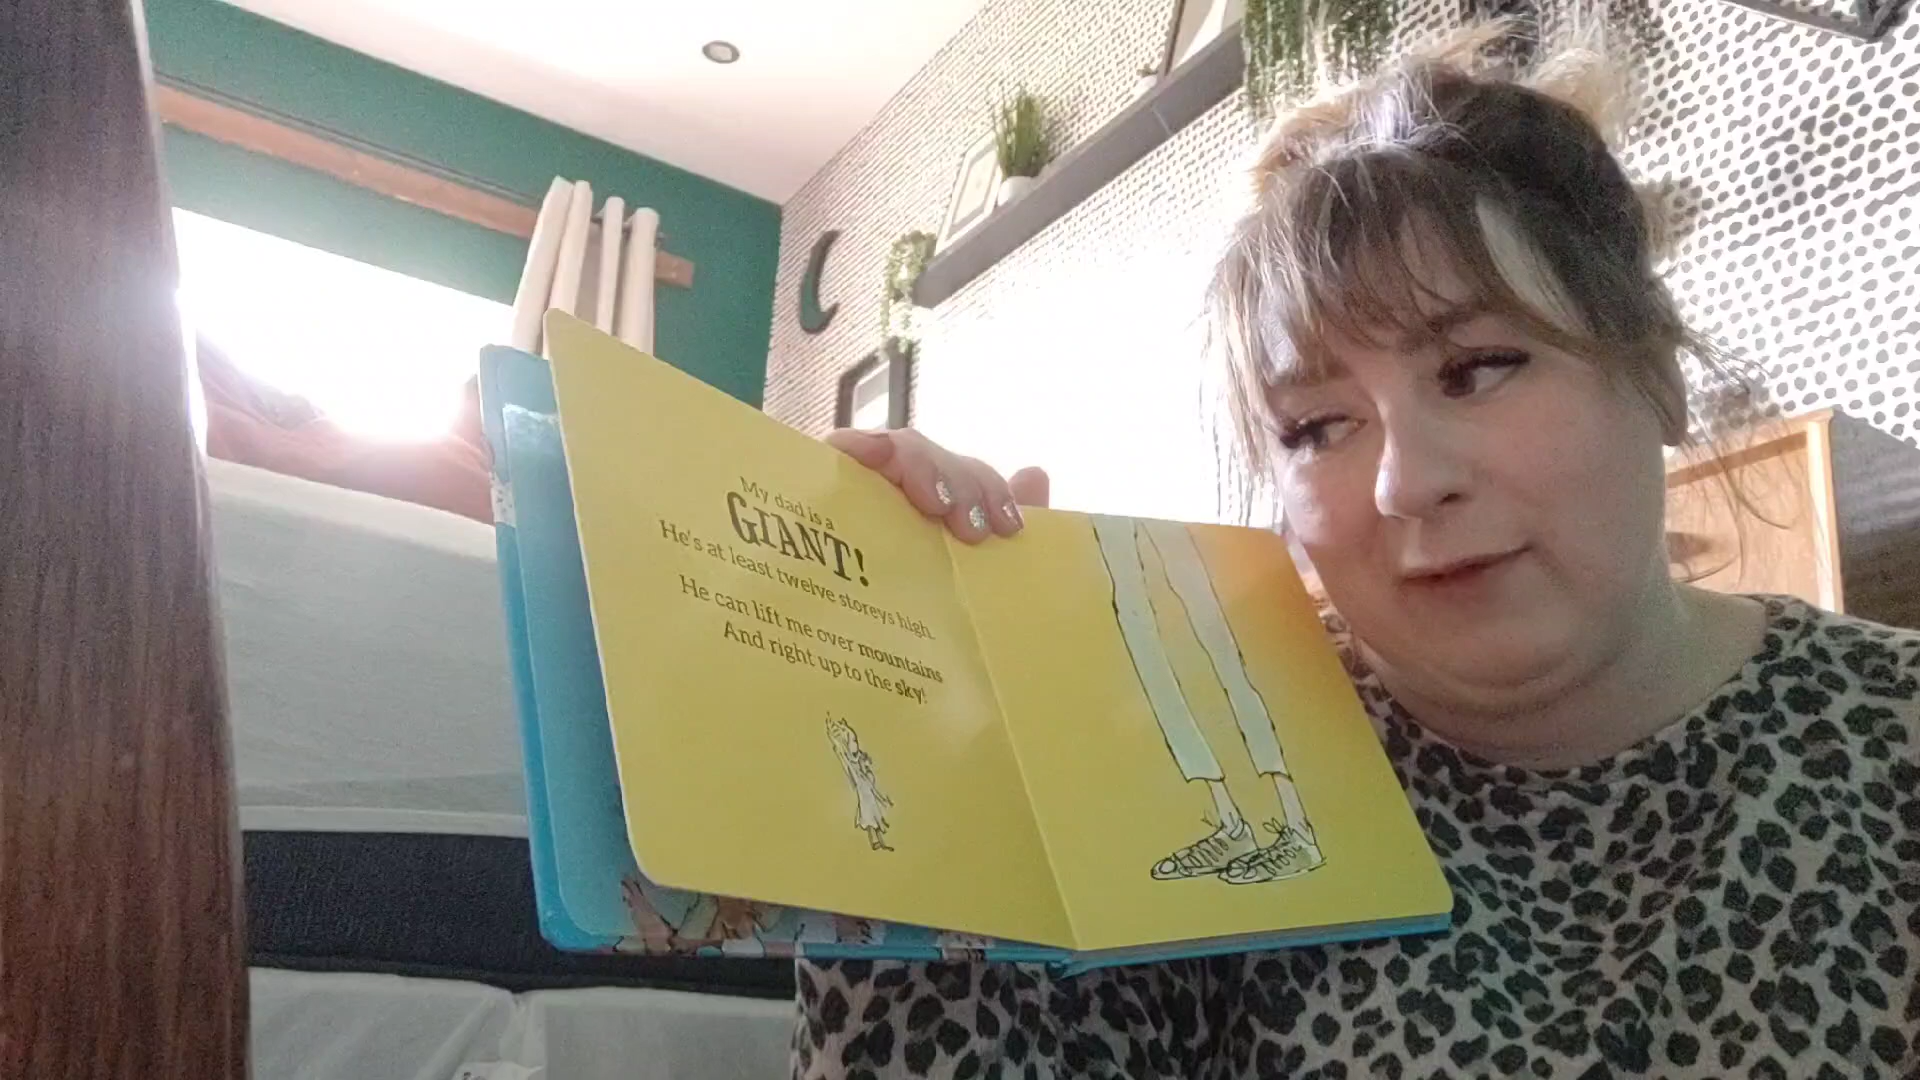 My dad is a
GIANT!
He's at least twelve storeys high.
He can lift me over mountains
And right up to the sky!